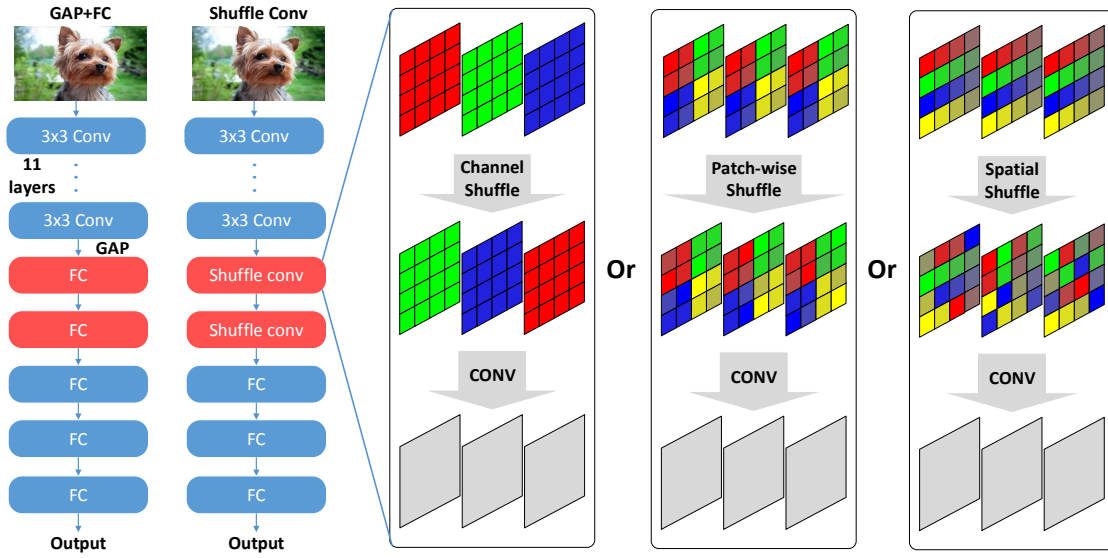 GAP+FC
3x3 Conv
11
layers
3x3 Conv
GAP
FC
FC
FC
FC
FC
Output
Shuffle Conv
3x3 Conv
3x3 Conv
Shuffle conv
Shuffle conv
FC
FC
FC
Output
Channel
Shuffle
CONV
Or
Patch-wise
Shuffle
CONV
Or
Spatial
Shuffle
CONV